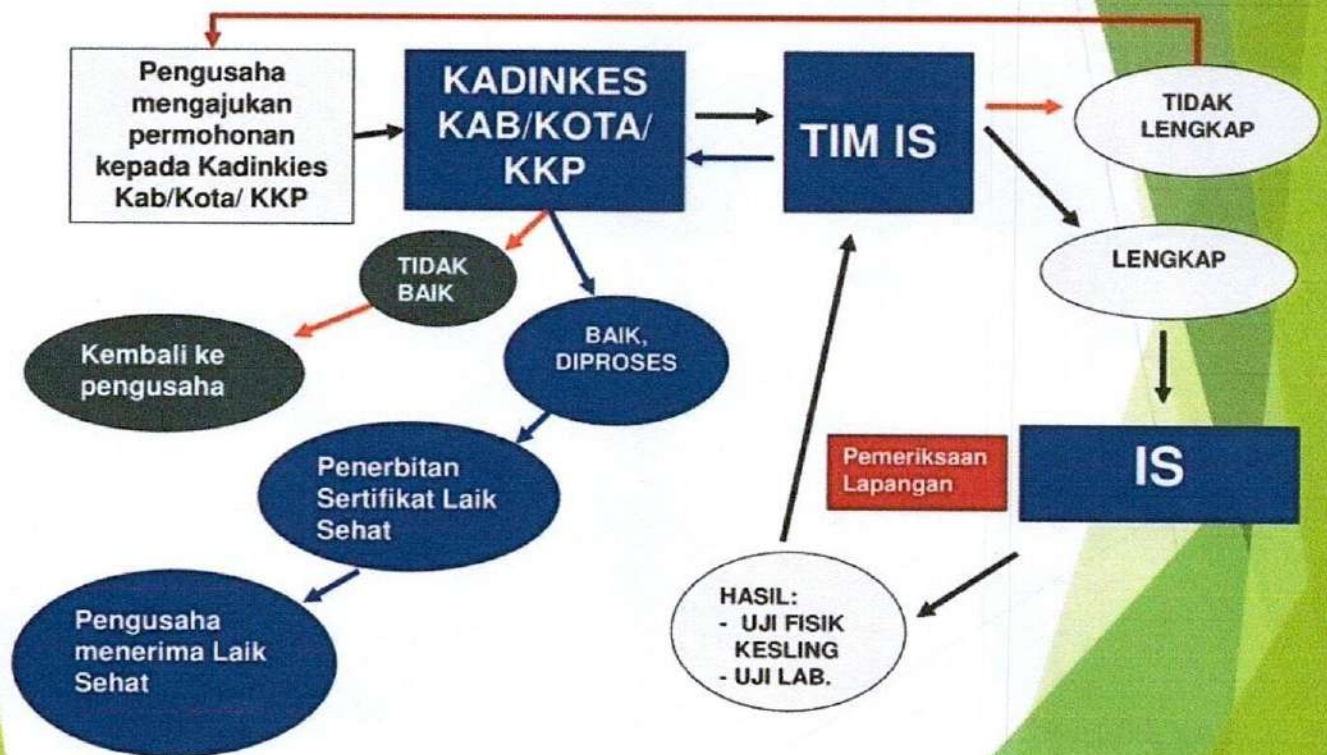 Pengusaha
mengajukan
permohonan
kepada Kadinkies
Kab/Kota/ KKP
KADINKES
KAB/KOTA/
KKP
TIM IS
TIDAK
LENGKAP
LENGKAP
TIDAK
BAIK
Kembali ke
pengusaha
BAIK,
DIPROSES
Penerbitan
Sertifikat Laik
Sehat
Pengusaha
menerima Laik
Sehat
Pemeriksaan
Lapangan
IS
HASIL:
- UJI FISIK
KESLING
- UJI LAB.